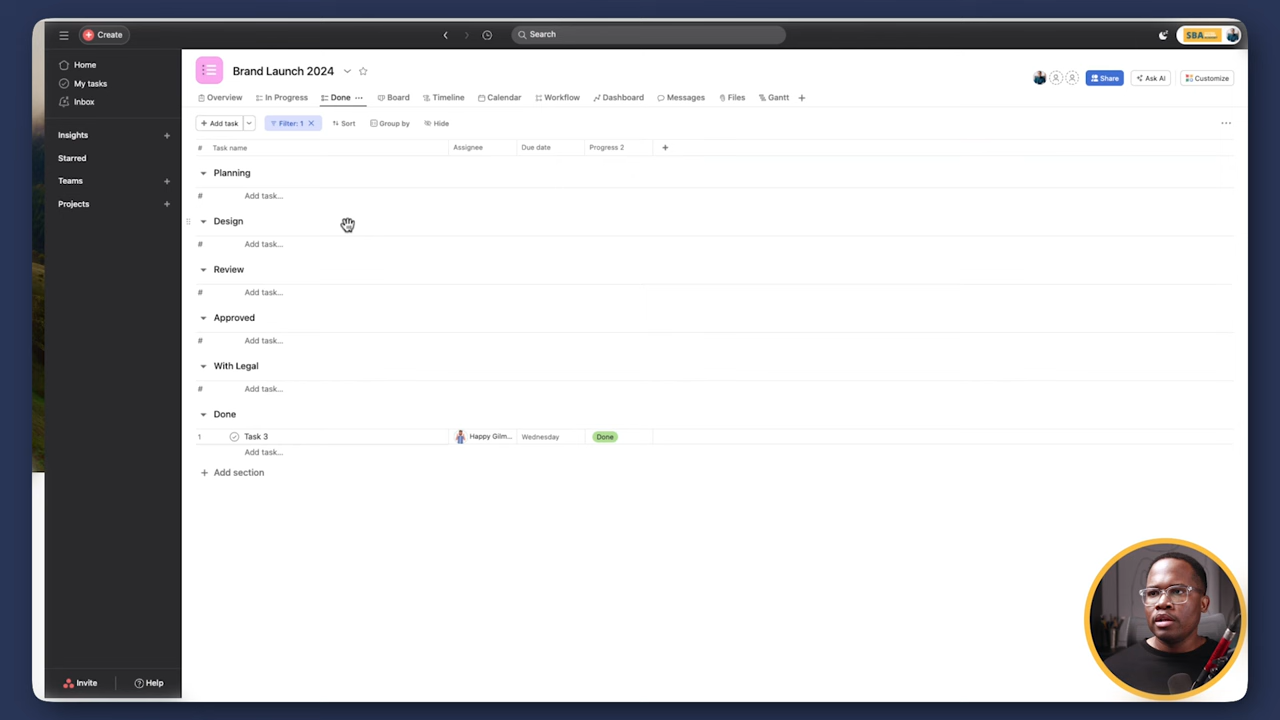 Create
Search
SBA
Home
My tasks
Inbox
Insights
Starred
Teams
Projects
Invite
Help
Brand Launch 2024
Share
Ask AI
Customize
Overview
In Progress
Done
Board
Timeline
Calendar
Workflow
Dashboard
Messages
Files
Gantt
Add task
Filter: 1
Sort
Group by
Hide
# Task name Assignee Due date Progress 2
Planning
# Add task...
Design
# Add task...
Review
# Add task...
Approved
# Add task...
With Legal
# Add task...
Done
1 Task 3 Happy Gilm... Wednesday Done
Add task...
Add section